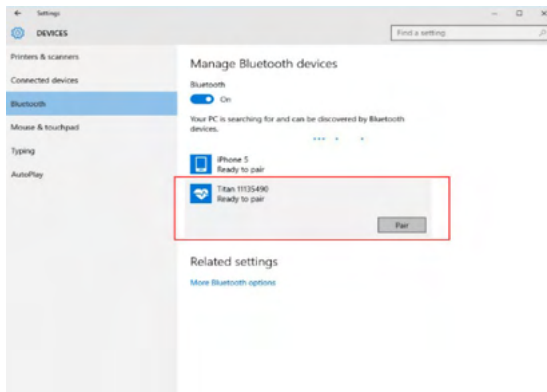 Settings
DEVICES
Find a setting
Printers & scanners
Connected devices
Bluetooth
Mouse & touchpad
Typing
AutoPlay
Manage Bluetooth devices
Bluetooth
On
Your PC is searching for and can be discovered by Bluetooth
devices.
iPhone 5
Ready to pair
Titan 11135490
Ready to pair
Pair
Related settings
More Bluetooth options